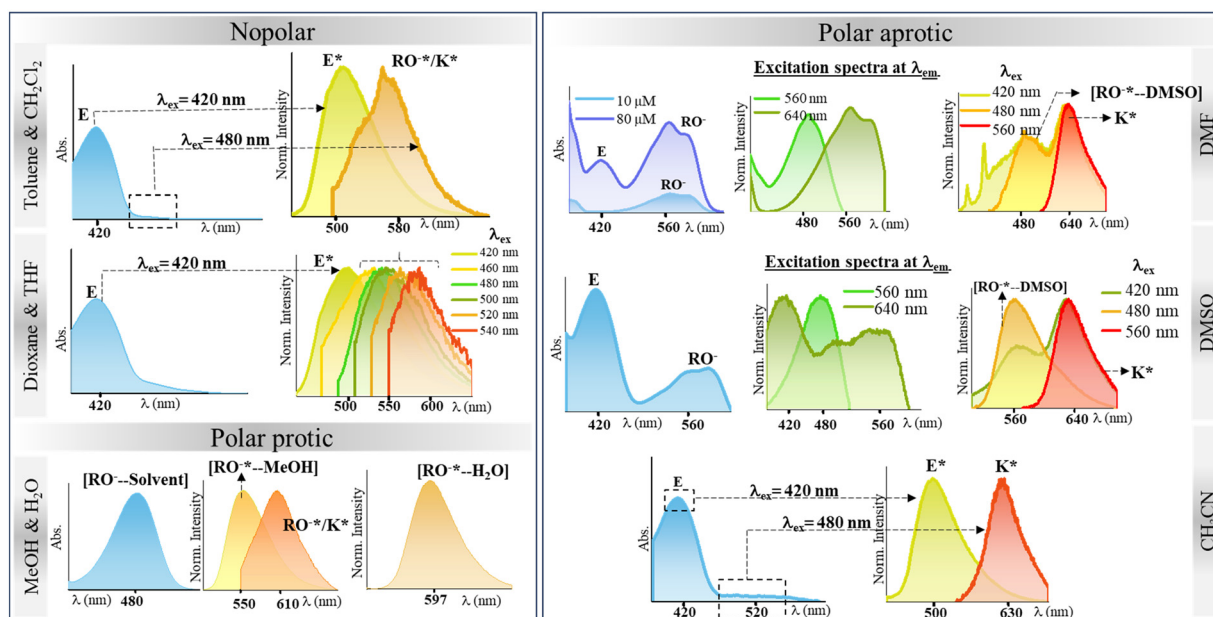 Nopolar
Toluene & CH2Cl2
Abs.
E
λex= 420 nm
λex= 480 nm
420
λ (nm)
Norm. Intensity
E*
RO-*/K*
500
580
λ (nm)
Dioxane & THF
Abs.
E
λex= 420 nm
420
λ (nm)
Norm. Intensity
E*
λex
420 nm
460 nm
480 nm
500 nm
520 nm
540 nm
500
550
600
λ (nm)
Polar protic
MeOH & H2O
Abs.
[RO---Solvent]
λ (nm)
480
Norm. Intensity
[RO-*--MeOH]
RO-*/K*
550
610
λ (nm)
Norm. Intensity
[RO-*--H2O]
597
λ (nm)
Polar aprotic
DMF
Abs.
10 μM
80 μM
E
RO-
RO-
420
560
λ (nm)
Excitation spectra at λem.
Norm. Intensity
560 nm
640 nm
480
560
λ (nm)
Norm. Intensity
λex
420 nm
480 nm
560 nm
[RO-*--DMSO]
K*
480
640
λ (nm)
DMSO
Abs.
E
RO-
420
560
λ (nm)
Excitation spectra at λem.
Norm. Intensity
560 nm
640 nm
420
480
560
λ (nm)
Norm. Intensity
[RO-*--DMSO]
λex
420 nm
480 nm
560 nm
K*
560
640
λ (nm)
CH3CN
Abs.
E
λex= 420 nm
λex= 480 nm
420
520
λ (nm)
Norm. Intensity
E*
K*
500
630
λ (nm)